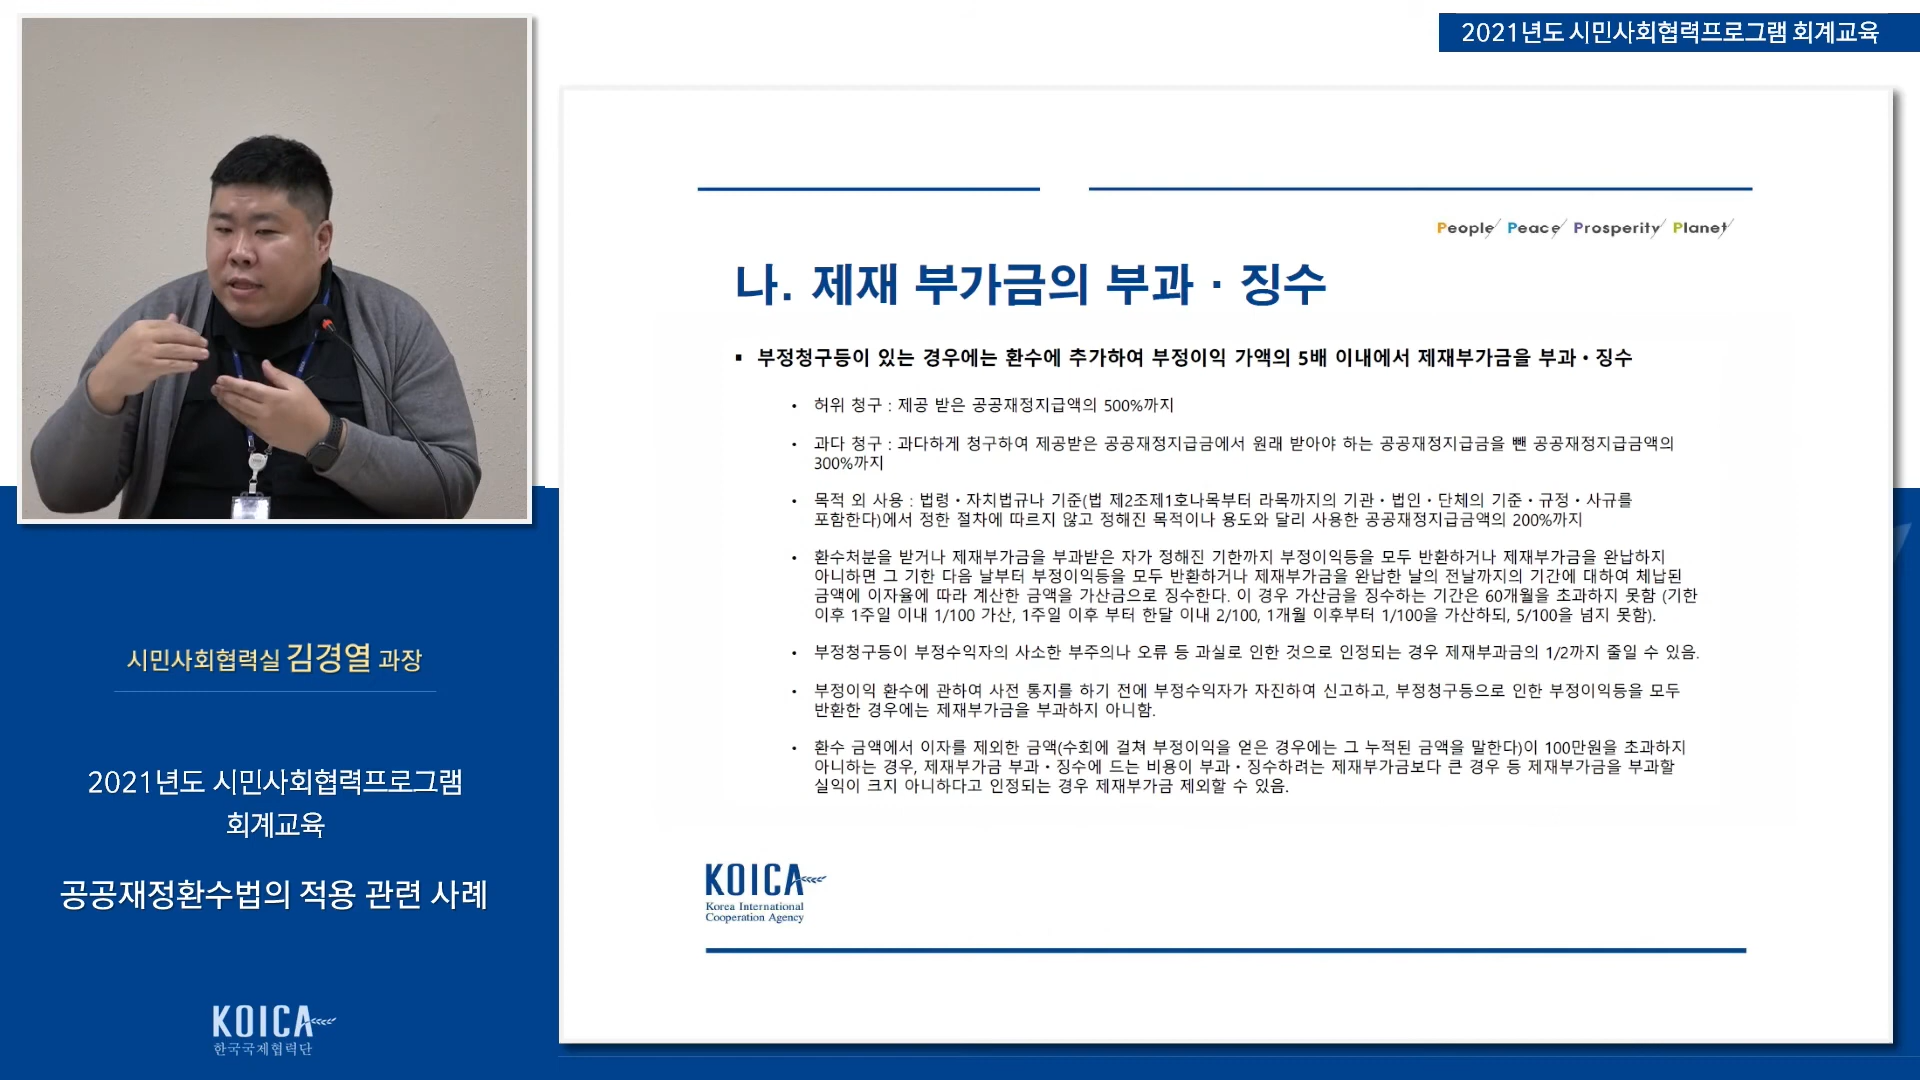 2021년도 시민사회협력프로그램 회계교육
People Peace Prosperity Planet
나. 제재 부가금의 부과 · 징수
▪ 부정청구등이 있는 경우에는 환수에 추가하여 부정이익 가액의 5배 이내에서 제재부가금을 부과・징수
• 허위 청구 : 제공 받은 공공재정지급액의 500%까지
• 과다 청구 : 과다하게 청구하여 제공받은 공공재정지급금에서 원래 받아야 하는 공공재정지급금을 뺀 공공재정지급금액의
300%까지
• 목적 외 사용 : 법령・자치법규나 기준(법 제2조제1호나목부터 라목까지의 기관・법인・단체의 기준・규정・사규를
포함한다)에서 정한 절차에 따르지 않고 정해진 목적이나 용도와 달리 사용한 공공재정지급금액의 200%까지
• 환수처분을 받거나 제재부가금을 부과받은 자가 정해진 기한까지 부정이익등을 모두 반환하거나 제재부가금을 완납하지
아니하면 그 기한 다음 날부터 부정이익등을 모두 반환하거나 제재부가금을 완납한 날의 전날까지의 기간에 대하여 체납된
금액에 이자율에 따라 계산한 금액을 가산금으로 징수한다. 이 경우 가산금을 징수하는 기간은 60개월을 초과하지 못함 (기한
이후 1주일 이내 1/100 가산, 1주일 이후 부터 한달 이내 2/100, 1개월 이후부터 1/100을 가산하되, 5/100을 넘지 못함).
• 부정청구등이 부정수익자의 사소한 부주의나 오류 등 과실로 인한 것으로 인정되는 경우 제재부과금의 1/2까지 줄일 수 있음.
• 부정이익 환수에 관하여 사전 통지를 하기 전에 부정수익자가 자진하여 신고하고, 부정청구등으로 인한 부정이익등을 모두
반환한 경우에는 제재부가금을 부과하지 아니함.
• 환수 금액에서 이자를 제외한 금액(수회에 걸쳐 부정이익을 얻은 경우에는 그 누적된 금액을 말한다)이 100만원을 초과하지
아니하는 경우, 제재부가금 부과・징수에 드는 비용이 부과・징수하려는 제재부가금보다 큰 경우 등 제재부가금을 부과할
실익이 크지 아니하다고 인정되는 경우 제재부가금 제외할 수 있음.
KOICA
Korea International
Cooperation Agency
시민사회협력실 김경열 과장
2021년도 시민사회협력프로그램
회계교육
공공재정환수법의 적용 관련 사례
KOICA
한국국제협력단